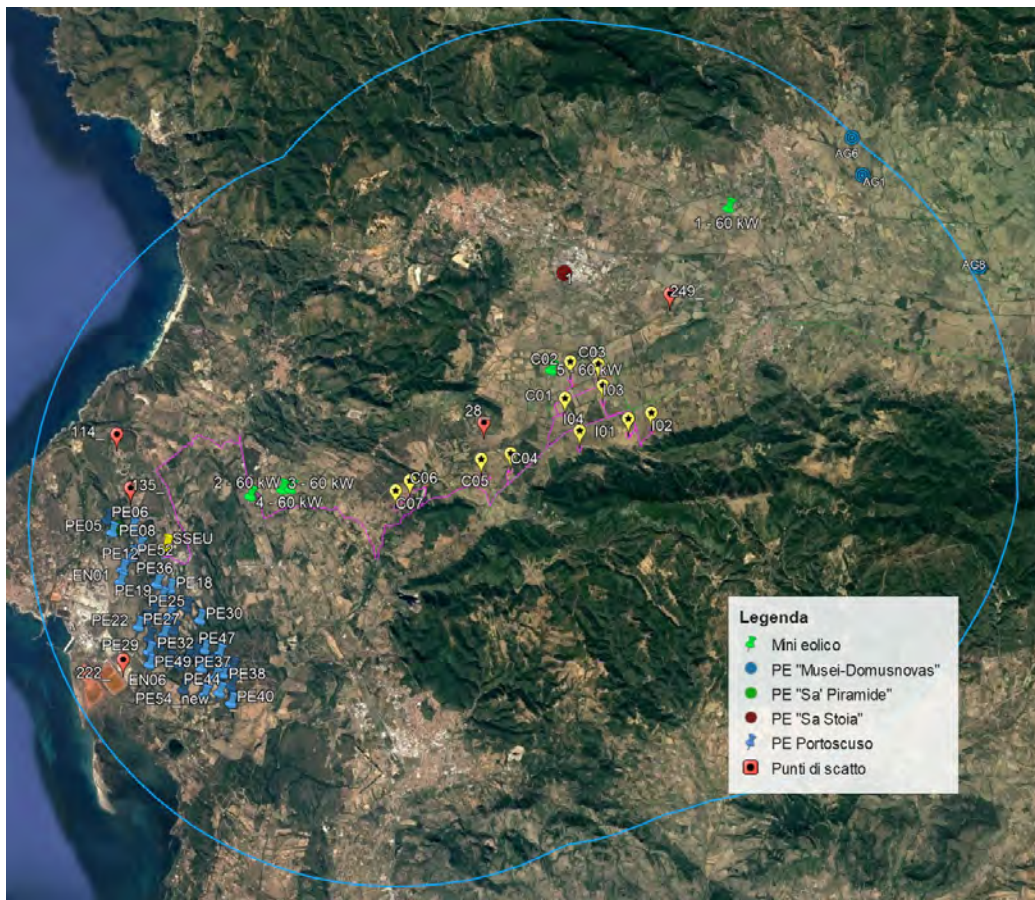 AG6
AG1
1 - 60 kW
AG8
1
249_
C02
C03
5 - 60 kW
C01
I03
28_
I04
I01
I02
114_
C04
2 - 60 kW
3 - 60 kW
C06
C05
135_
4 - 60 kW
C07
PE06
PE05
PE08
SSEU
PE12
PE52
EN01
PE36
PE19
PE18
PE25
PE22
PE27
PE30
PE29
PE32
PE47
222_
PE49
PE37
EN06
PE44
PE38
PE54_new
PE40
Legenda
Mini eolico
PE "Musei-Domusnovas"
PE "Sa' Piramide"
PE "Sa Stoia"
PE Portoscuso
Punti di scatto